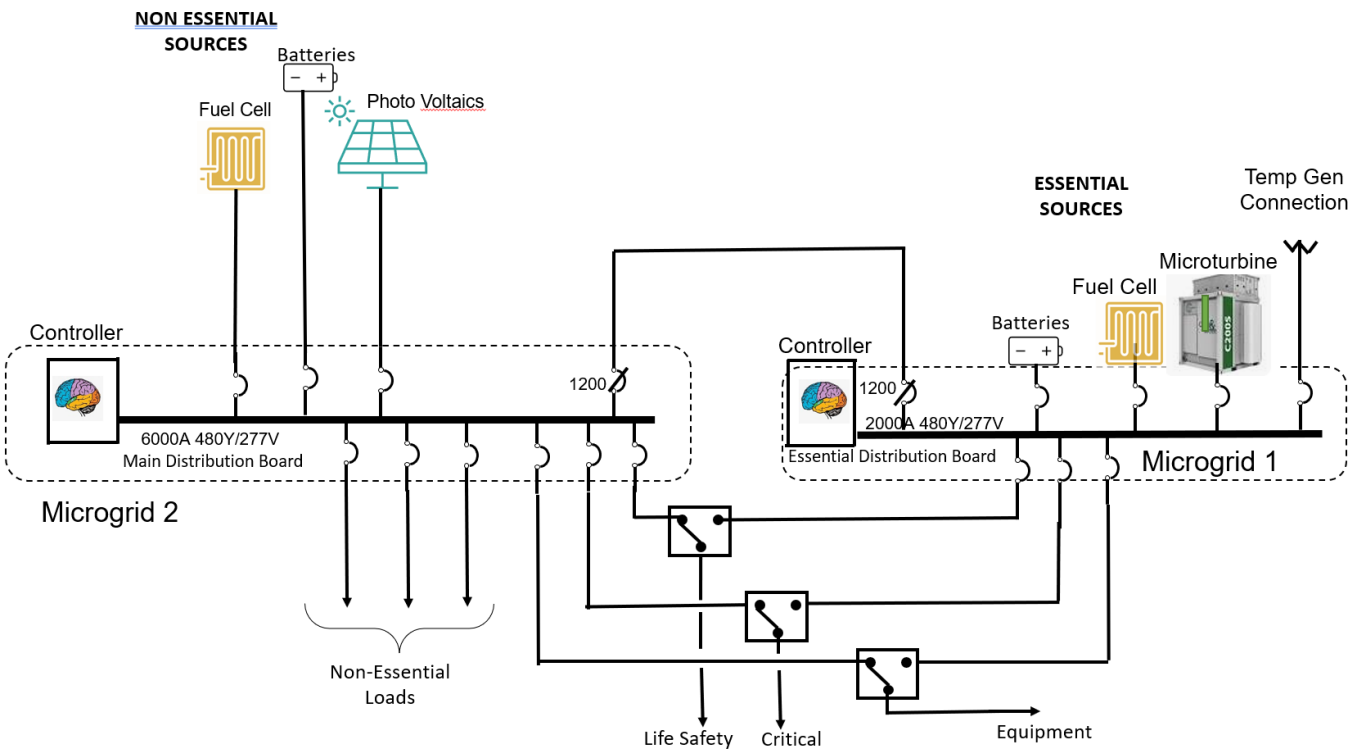 NON ESSENTIAL
SOURCES
Batteries
Fuel Cell
Photo Voltaics
ESSENTIAL
SOURCES
Temp Gen
Connection
Microturbine
Fuel Cell
Batteries
Controller
Controller
1200
1200
C200S
2000A 480Y/277V
6000A 480Y/277V
Main Distribution Board
Essential Distribution Board
Microgrid 1
Microgrid 2
Non-Essential
Loads
Life Safety
Critical
Equipment